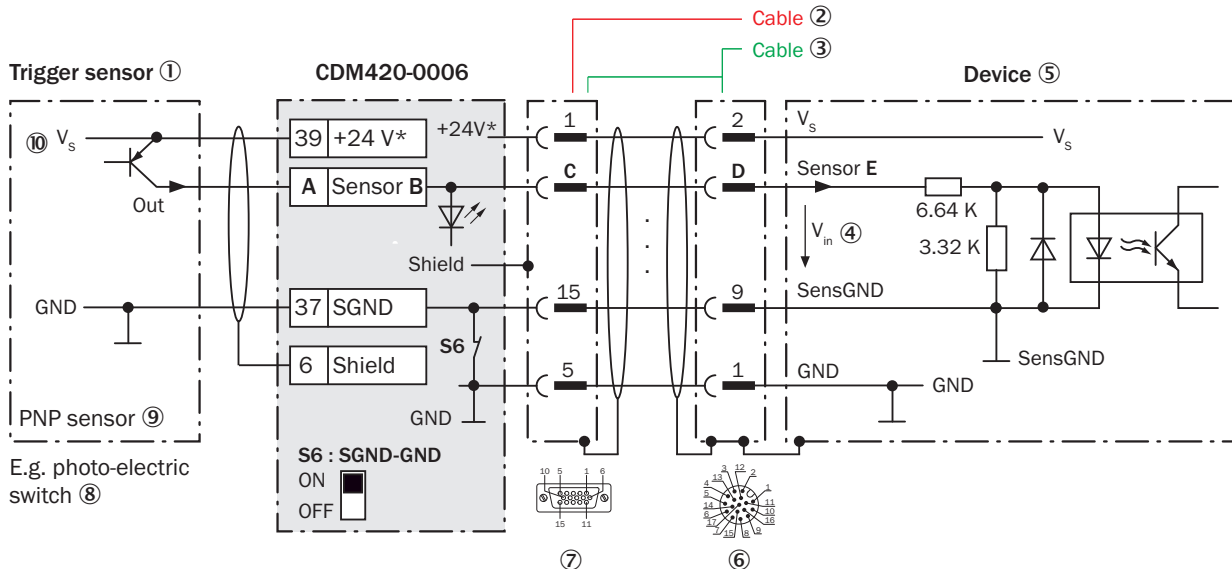 Cable ②
Cable ③
Trigger sensor ①
CDM420-0006
Device ⑤
⑩ Vs
Out
GND
PNP sensor ⑨
E.g. photo-electric
switch ⑧
39 +24 V*
+24V*
A Sensor B
Shield
37 SGND
6 Shield
S6
GND
S6 : SGND-GND
ON
OFF
1
C
15
5
2
D
9
1
Vs
Vs
Sensor E
6.64 K
3.32 K
Vin ④
SensGND
SensGND
GND
GND
10 5 1 6
15 11
⑦
3 12 2
13
4
5
14
6
17
7 15 8 9
1
11
10
16
⑥